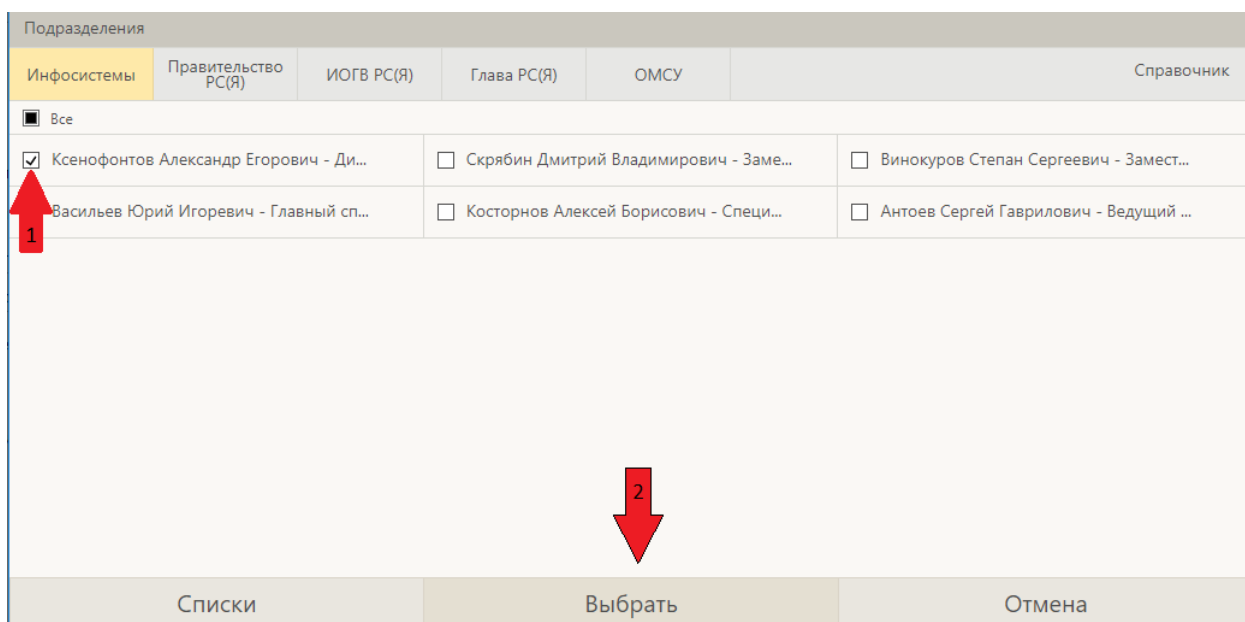 Подразделения
Инфосистемы
Правительство
РС(Я)
ИОГВ РС(Я)
Глава РС(Я)
ОМСУ
Справочник
Все
Ксенофонтов Александр Егорович - Ди...
Скрябин Дмитрий Владимирович - Заме...
Винокуров Степан Сергеевич - Замест...
Васильев Юрий Игоревич - Главный сп...
Косторнов Алексей Борисович - Специ...
Антоев Сергей Гаврилович - Ведущий ...
1
2
Списки
Выбрать
Отмена